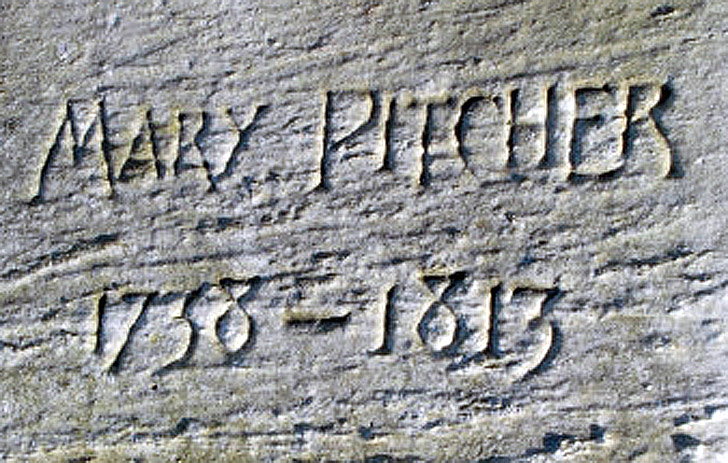 MARY PITCHER
1738 – 1813